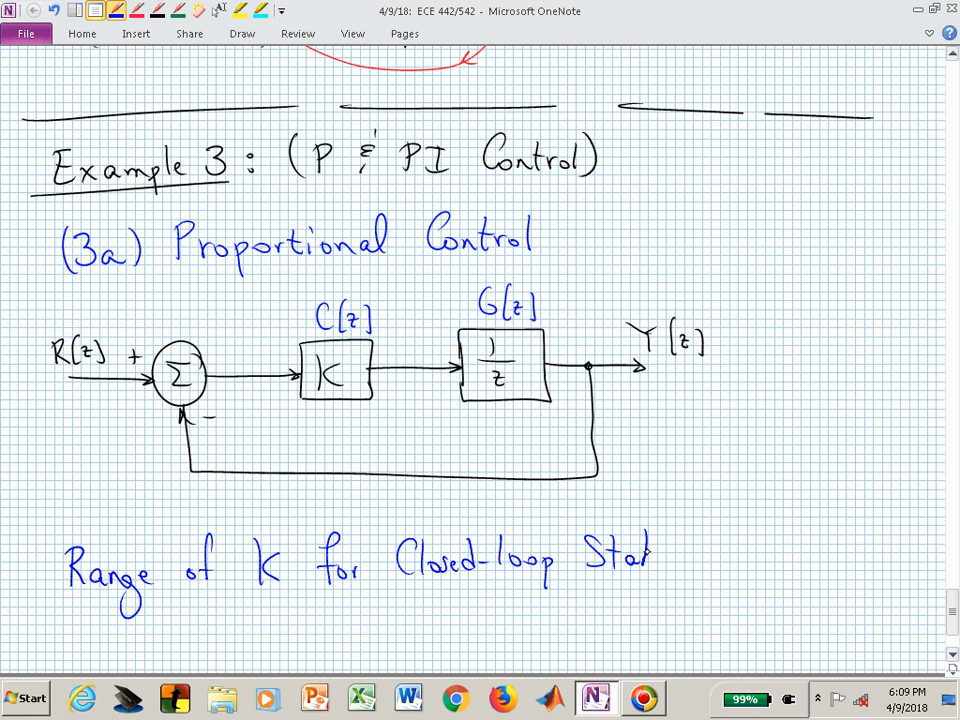 4/9/18: ECE 442/542 - Microsoft OneNote
File Home Insert Share Draw Review View Pages
Example 3 : (P & PI Control)
(3a) Proportional Control
C[z] G[z]
R[z] + Σ K 1/z Y[z]
-
Range of K for Closed-loop Stab
Start 99% 6:09 PM
4/9/2018